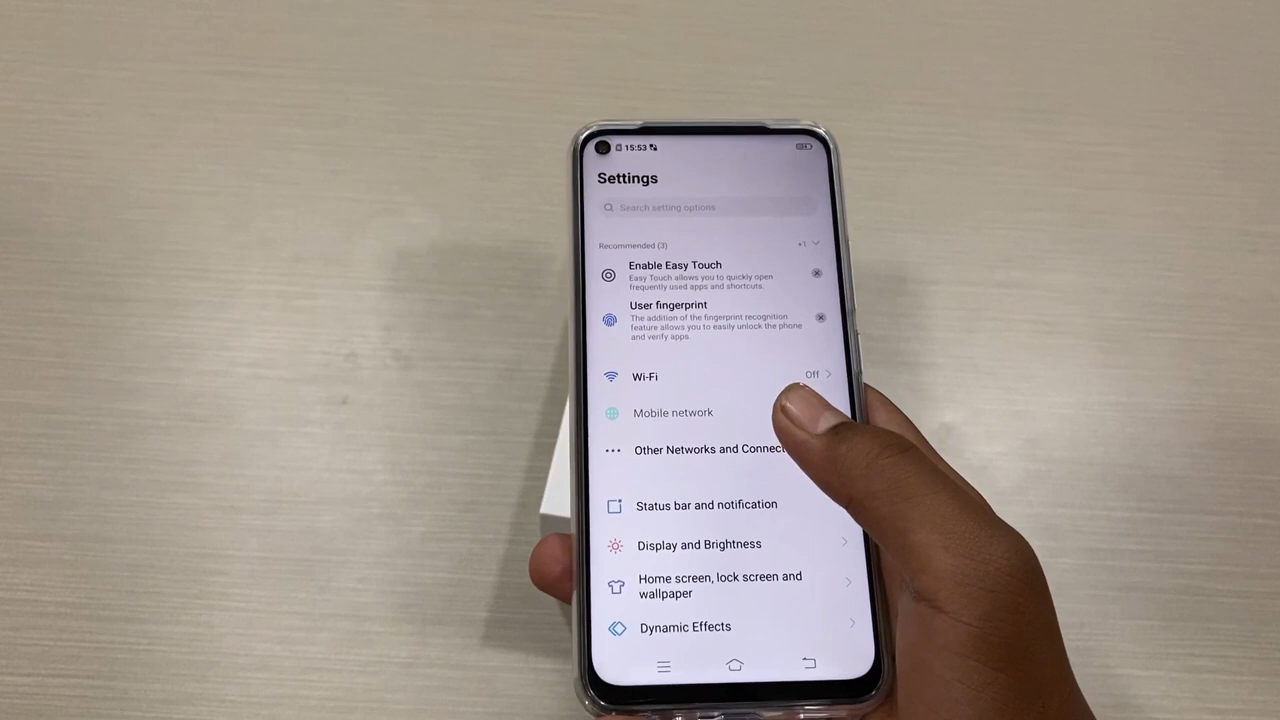 15:53
Settings
Search setting options
Recommended (3)
+1
Enable Easy Touch
Easy Touch allows you to quickly open
frequently used apps and shortcuts.
User fingerprint
The addition of the fingerprint recognition
feature allows you to easily unlock the phone
and verify apps.
Wi-Fi
Off
Mobile network
Other Networks and Connect
Status bar and notification
Display and Brightness
Home screen, lock screen and
wallpaper
Dynamic Effects